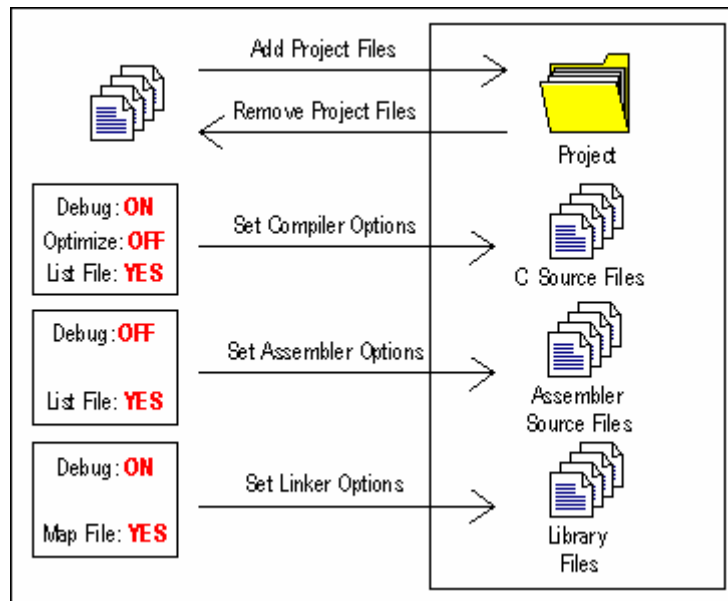 Add Project Files
Remove Project Files
Project
Debug: ON
Optimize: OFF
List File: YES
Set Compiler Options
C Source Files
Debug: OFF
List File: YES
Set Assembler Options
Assembler
Source Files
Debug: ON
Map File: YES
Set Linker Options
Library
Files